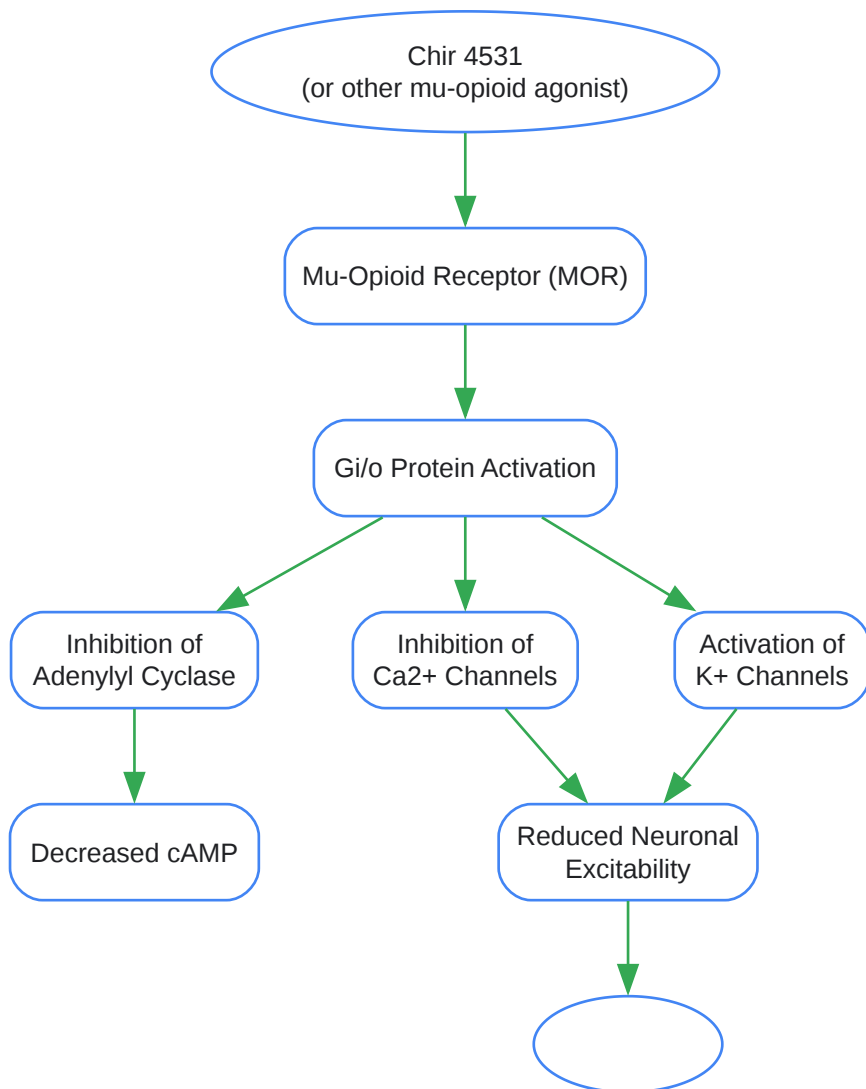 Chir 4531
(or other mu-opioid agonist)
Mu-Opioid Receptor (MOR)
Gi/o Protein Activation
Inhibition of
Adenylyl Cyclase
Inhibition of
Ca2+ Channels
Activation of
K+ Channels
Decreased cAMP
Reduced Neuronal
Excitability